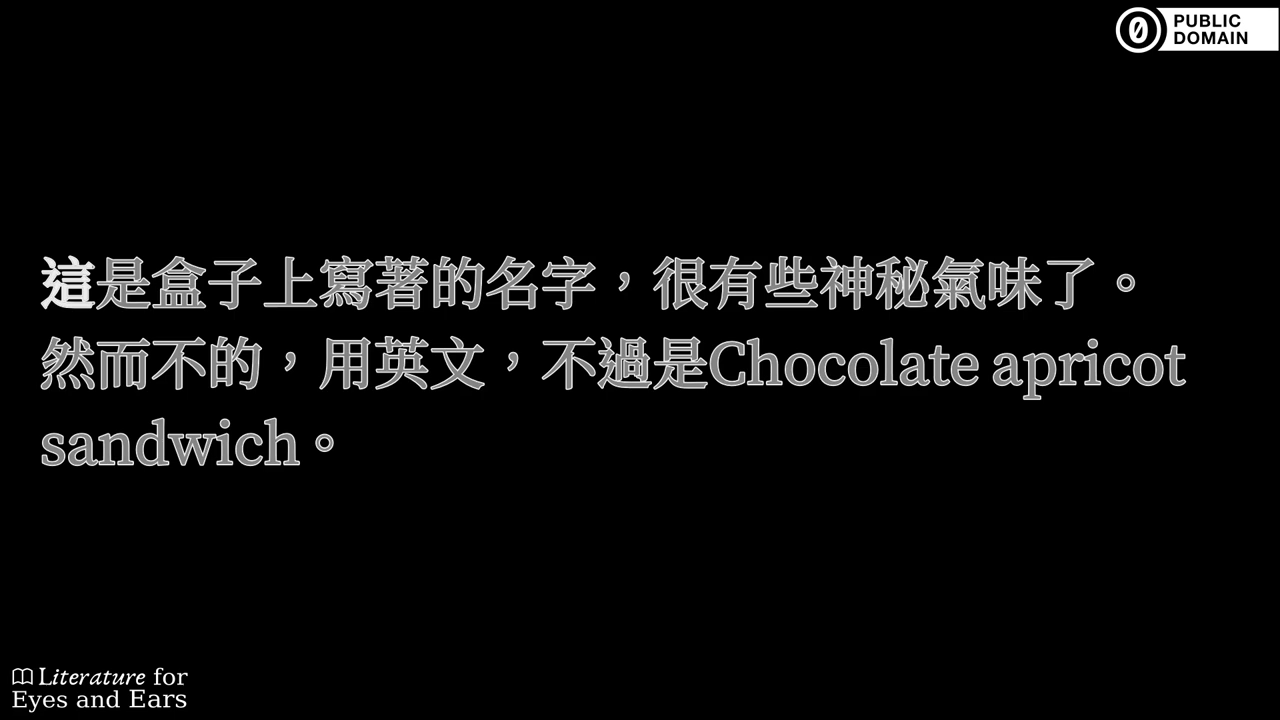 PUBLIC
DOMAIN
這是盒子上寫著的名字，很有些神秘氣味了。
然而不的，用英文，不過是Chocolate apricot
sandwich。
Literature for
Eyes and Ears